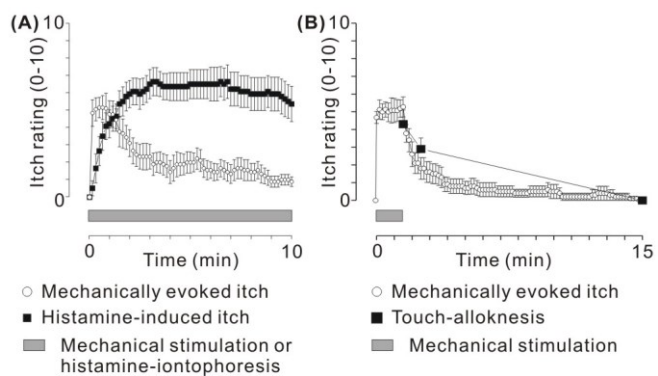 (A)
10
Itch rating (0-10)
0
0
10
Time (min)
Mechanically evoked itch
Histamine-induced itch
Mechanical stimulation or
histamine-iontophoresis
(B)
10
Itch rating (0-10)
0
0
15
Time (min)
Mechanically evoked itch
Touch-alloknesis
Mechanical stimulation